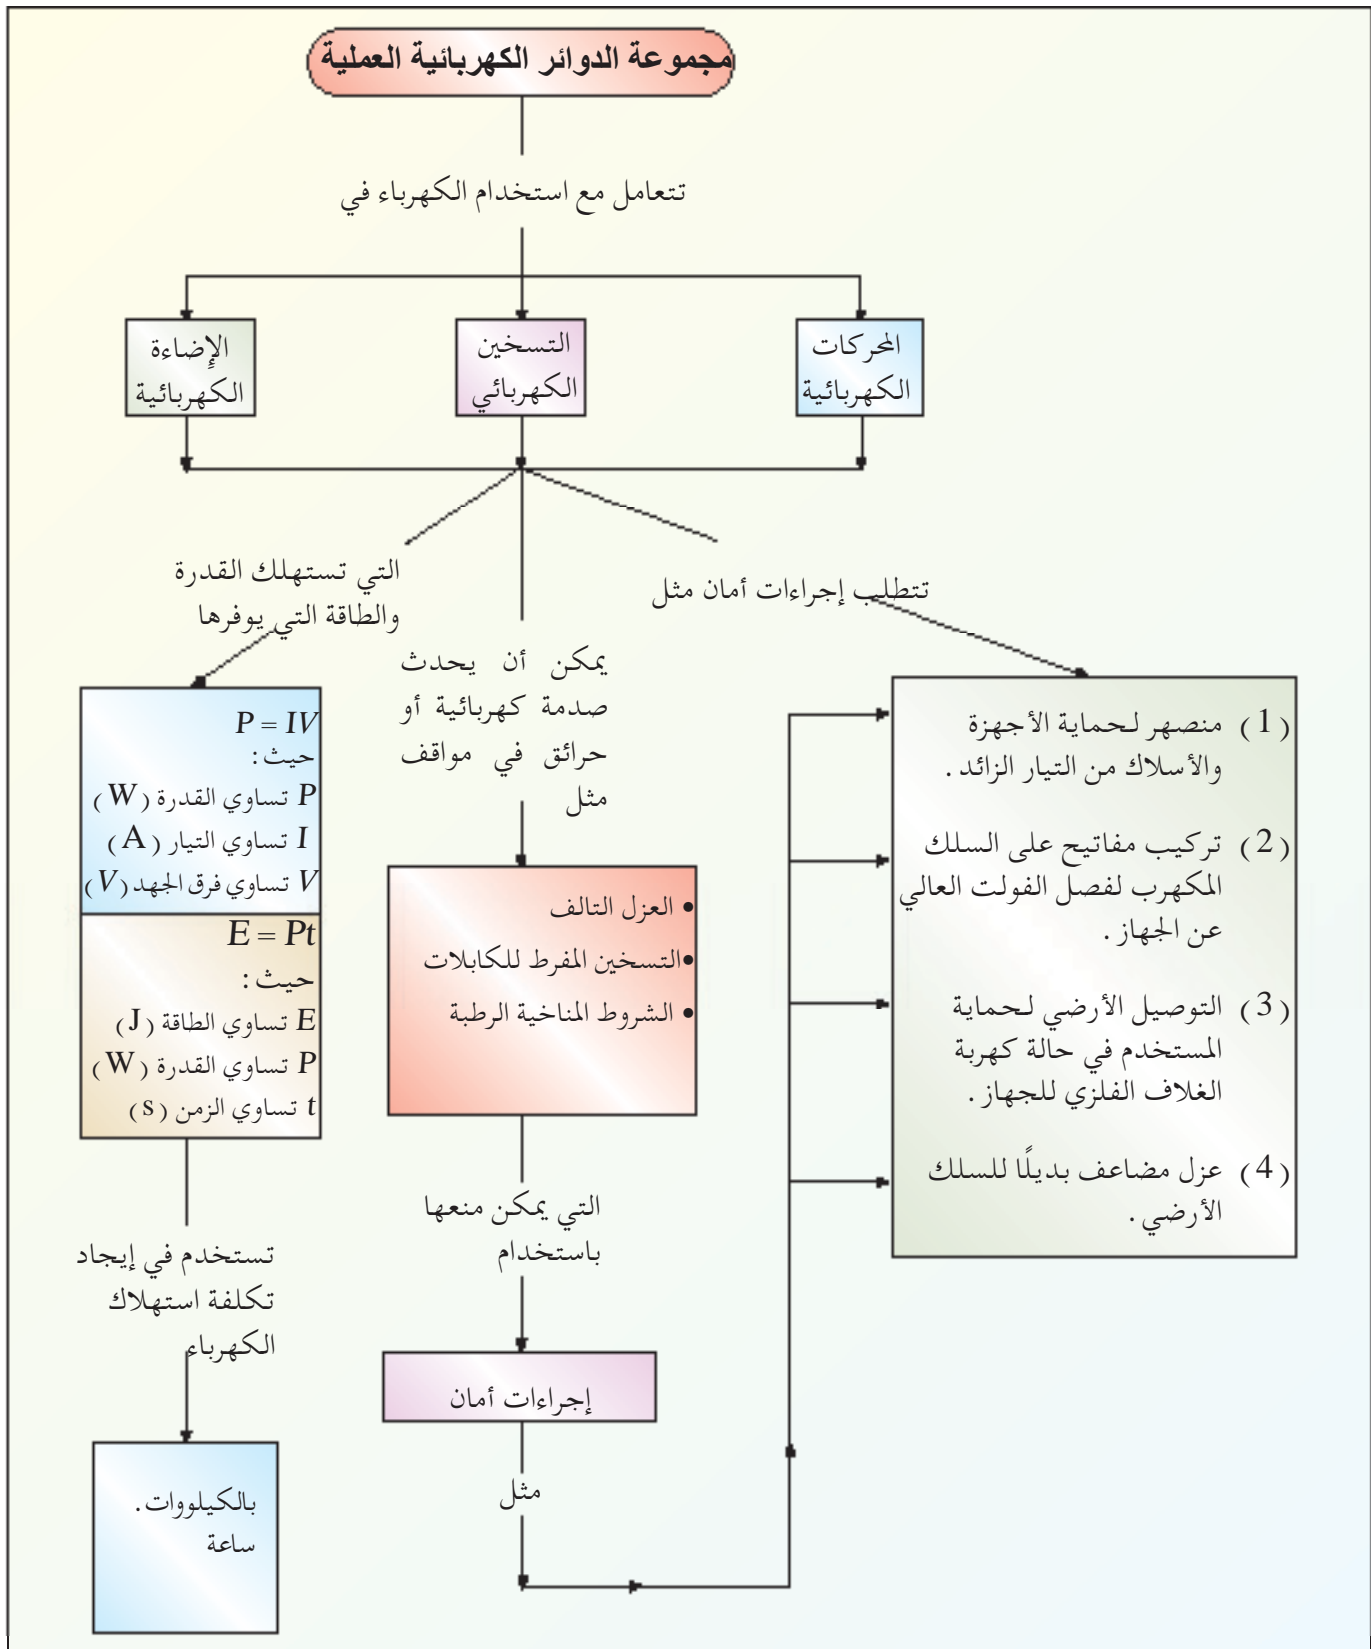 مجموعة الدوائر الكهربائية العملية
تتعامل مع استخدام الكهرباء في
المحركات
الكهربائية
التسخين
الكهربائي
الإضاءة
الكهربائية
تتطلب إجراءات أمان مثل
(1) منصهر لحماية الأجهزة
والأسلاك من التيار الزائد.
(2) تركيب مفاتيح على السلك
المكهرب لفصل الفولت العالي
عن الجهاز.
(3) التوصيل الأرضي لحماية
المستخدم في حالة كهربة
الغلاف الفلزي للجهاز.
(4) عزل مضاعف بديلًا للسلك
الأرضي.
يمكن أن يحدث
صدمة كهربائية أو
حرائق في مواقف
مثل
• العزل التالف
•التسخين المفرط للكابلات
• الشروط المناخية الرطبة
التي يمكن منعها
باستخدام
إجراءات أمان
مثل
التي تستهلك القدرة
والطاقة التي يوفرها
P = IV
حيث:
P تساوي القدرة (W)
I تساوي التيار (A)
V تساوي فرق الجهد (V)
E = Pt
حيث:
E تساوي الطاقة (J)
P تساوي القدرة (W)
t تساوي الزمن (s)
تستخدم في إيجاد
تكلفة استهلاك
الكهرباء
بالكيلووات.
ساعة